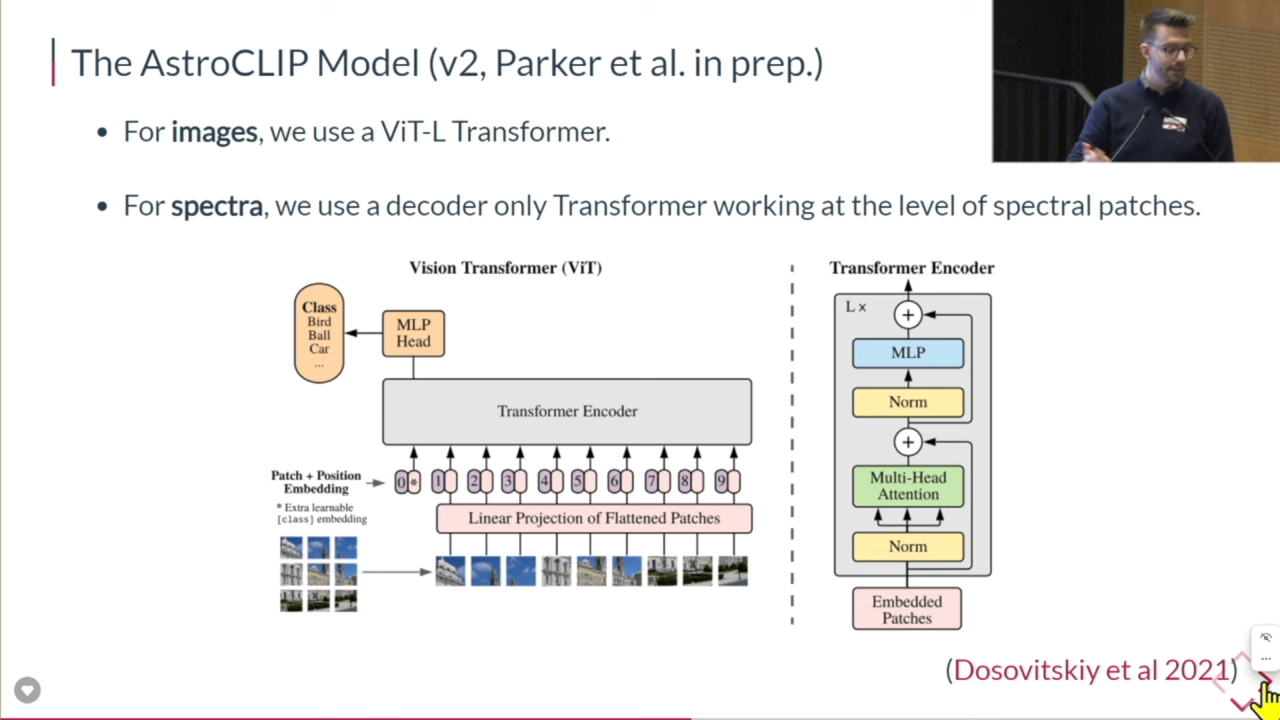 The AstroCLIP Model (v2, Parker et al. in prep.)
• For images, we use a ViT-L Transformer.
• For spectra, we use a decoder only Transformer working at the level of spectral patches.
Vision Transformer (ViT)
Class
Bird
Ball
Car
...
MLP
Head
Transformer Encoder
Patch + Position
Embedding
* Extra learnable
[class] embedding
0 * 1 2 3 4 5 6 7 8 9
Linear Projection of Flattened Patches
Transformer Encoder
L x
+
MLP
Norm
+
Multi-Head
Attention
Norm
Embedded
Patches
(Dosovitskiy et al 2021)